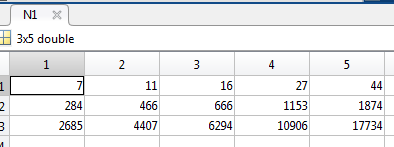 N1
3x5 double
1 2 3 4 5
1 7 11 16 27 44
2 284 466 666 1153 1874
3 2685 4407 6294 10906 17734